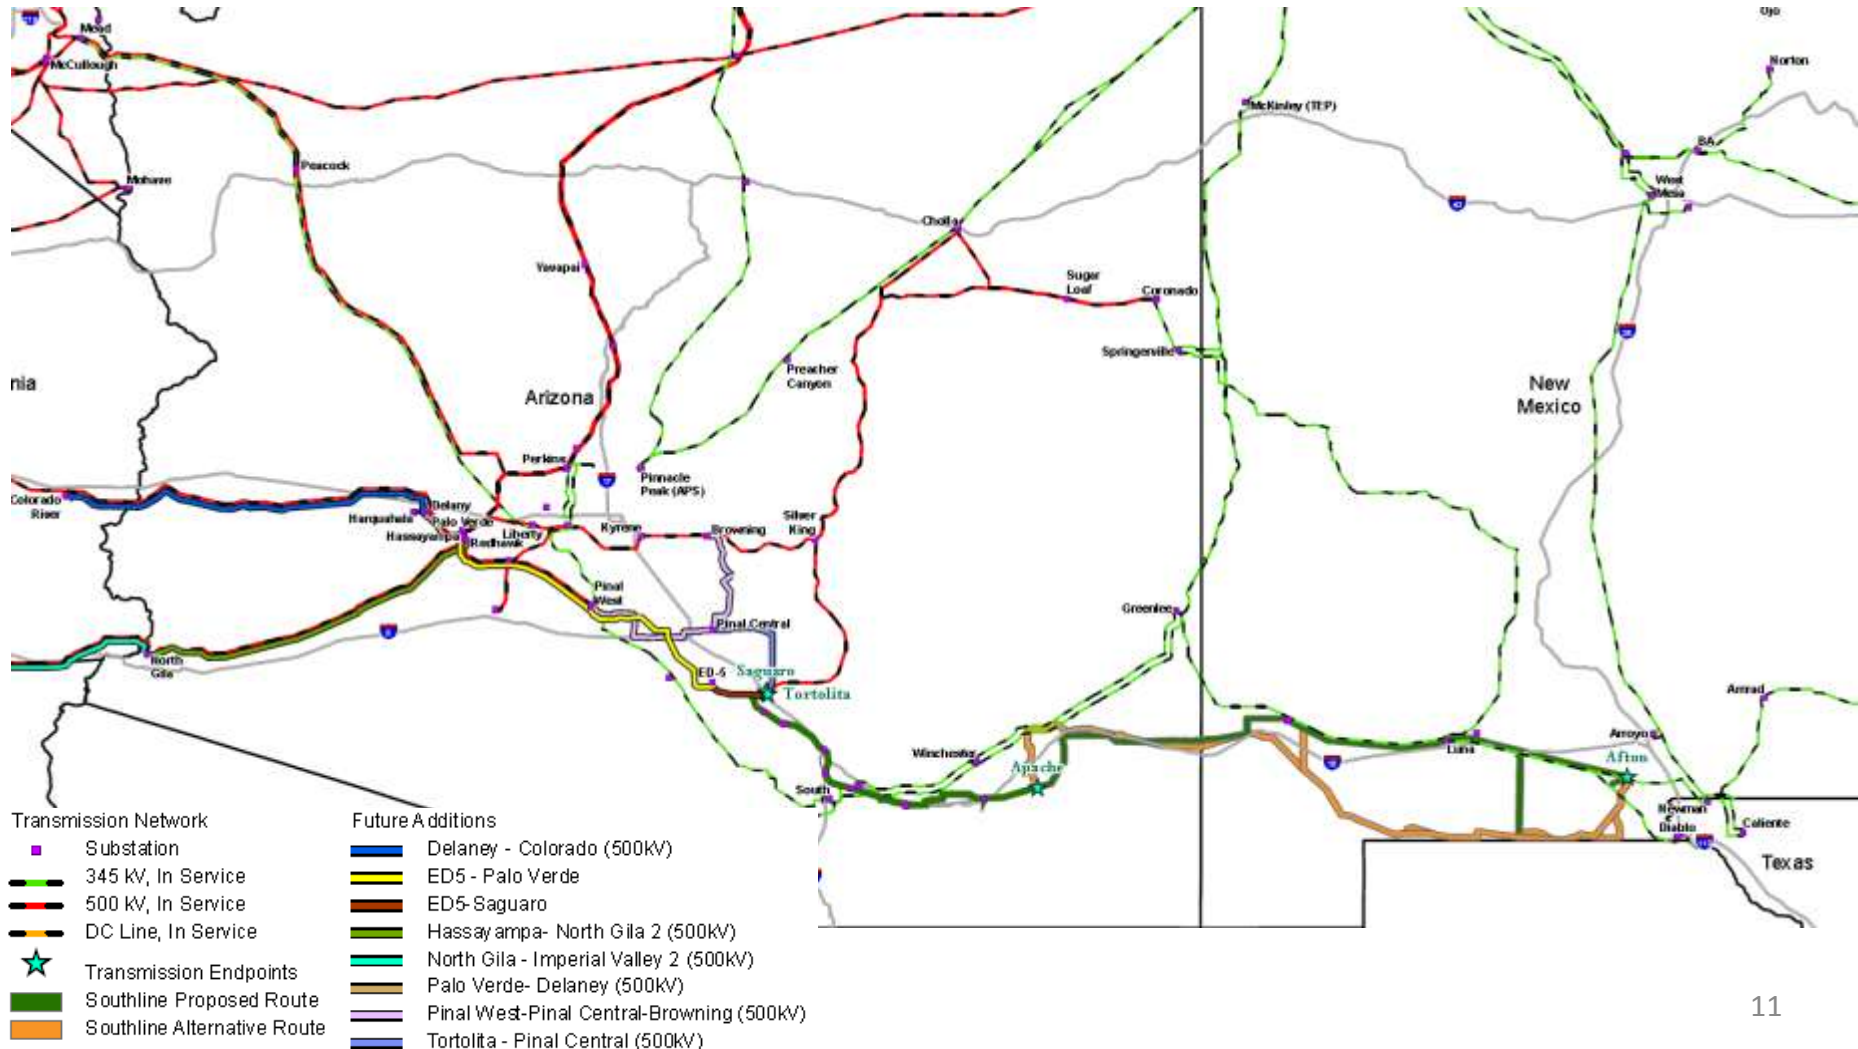 Ojo
Mead
McCullough
Norton
McKinley (TEP)
BA
Peacock
Mohave
West
Mesa
Cholla
Yavapai
Sugar
Loaf
Coronado
Springerville
Preacher
Canyon
nia
Arizona
New
Mexico
Perkins
Pinnacle
Peak (APS)
Colorado
River
Delany
Harquahala
Palo Verde
Hassayampa
Redhawk
Liberty
Kyrene
Browning
Silver
King
Pinal
West
Pinal Central
Greenlee
North
Gila
ED-5
Saguaro
Tortolita
Amrad
Winchester
Apache
Luna
Arroyo
Afton
South
Newman
Diablo
Caliente
Texas
Transmission Network
Substation
345 kV, In Service
500 kV, In Service
DC Line, In Service
Transmission Endpoints
Southline Proposed Route
Southline Alternative Route
Future Additions
Delaney - Colorado (500kV)
ED5 - Palo Verde
ED5-Saguaro
Hassayampa- North Gila 2 (500kV)
North Gila - Imperial Valley 2 (500kV)
Palo Verde- Delaney (500kV)
Pinal West-Pinal Central-Browning (500kV)
Tortolita - Pinal Central (500kV)
11